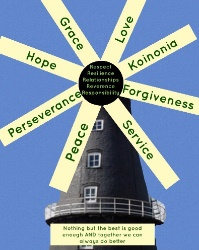 Grace
Love
Hope
Koinonia
Respect
Resilience
Relationships
Reverence
Responsibility
Perseverance
Forgiveness
Peace
Service
Nothing but the best is good
enough AND together we can
always do better